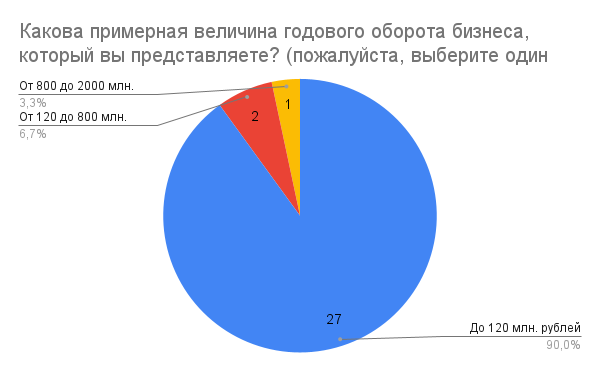 Какова примерная величина годового оборота бизнеса,
который вы представляете? (пожалуйста, выберите один
От 800 до 2000 млн.
3,3%
От 120 до 800 млн.
6,7%
1
2
27
До 120 млн. рублей
90,0%